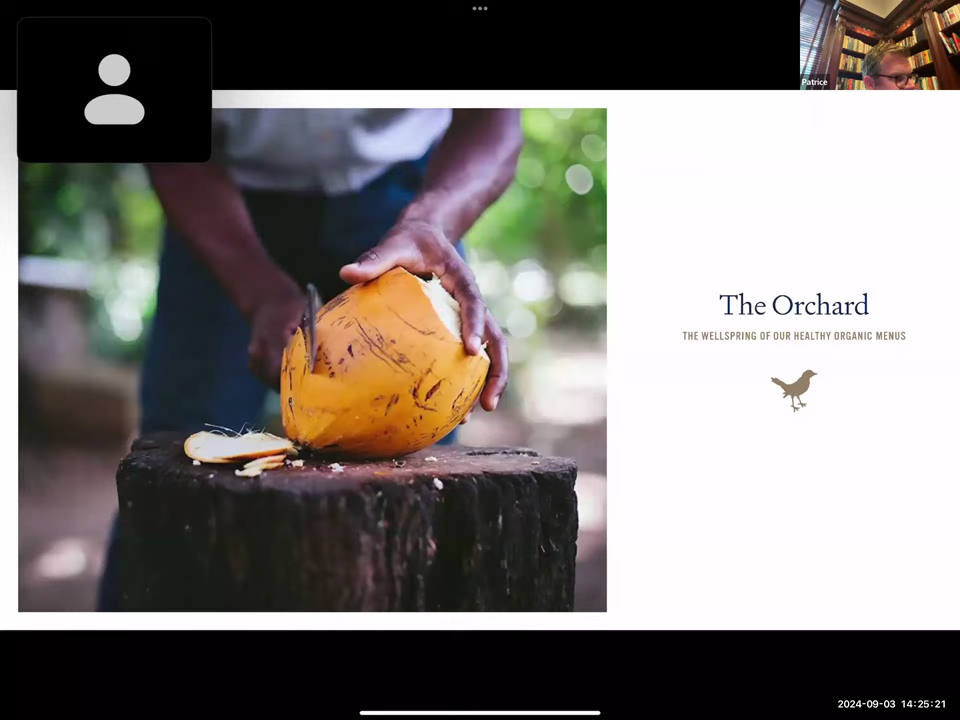 Patrice
The Orchard
THE WELLSPRING OF OUR HEALTHY ORGANIC MENUS
2024-09-03 14:25:21